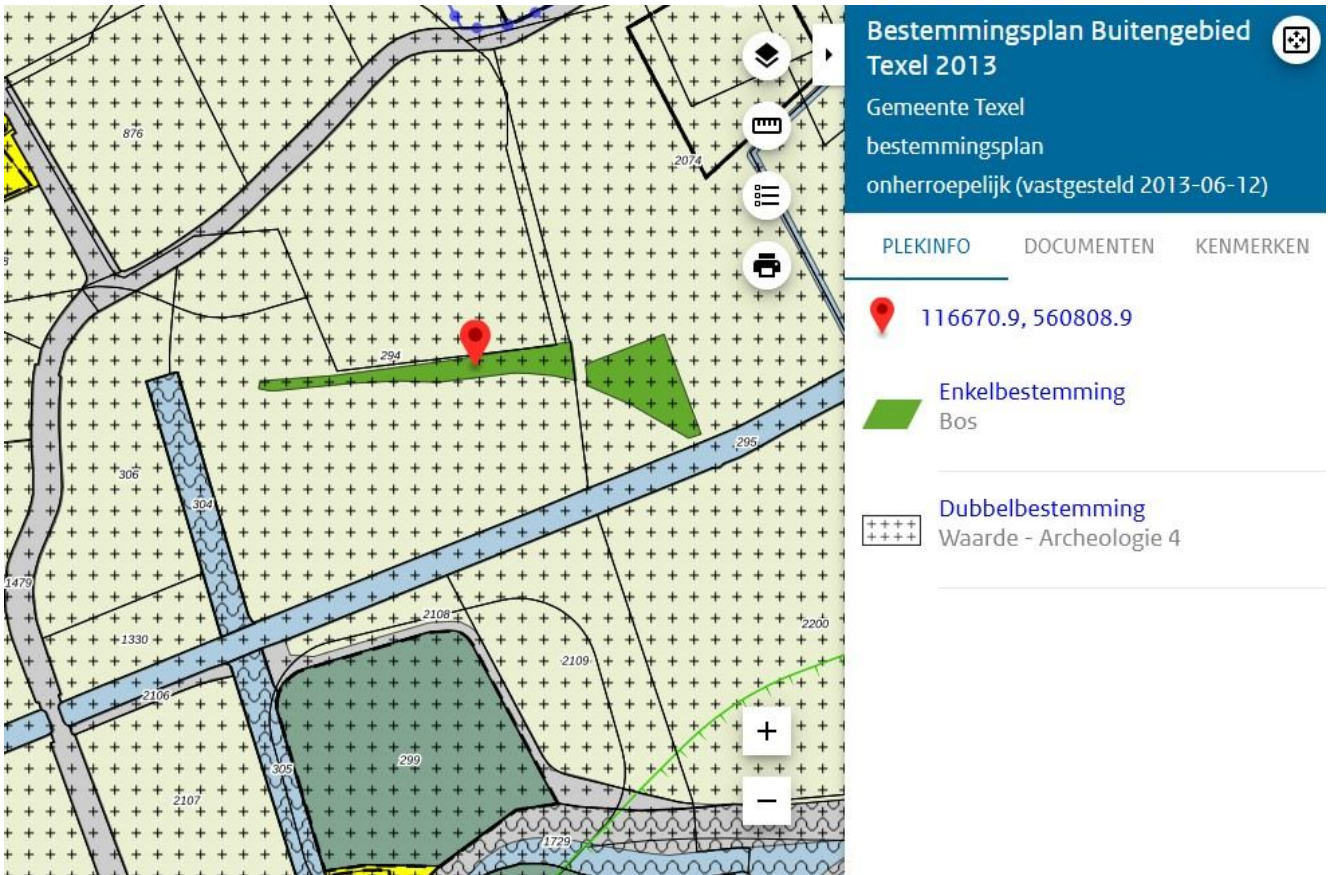 876
2074
294
295
306
304
1479
1330
2108
2200
2109
2106
299
305
2107
1729
+
−
Bestemmingsplan Buitengebied
Texel 2013
Gemeente Texel
bestemmingsplan
onherroepelijk (vastgesteld 2013-06-12)
PLEKINFO DOCUMENTEN KENMERKEN
116670.9, 560808.9
Enkelbestemming
Bos
Dubbelbestemming
Waarde - Archeologie 4